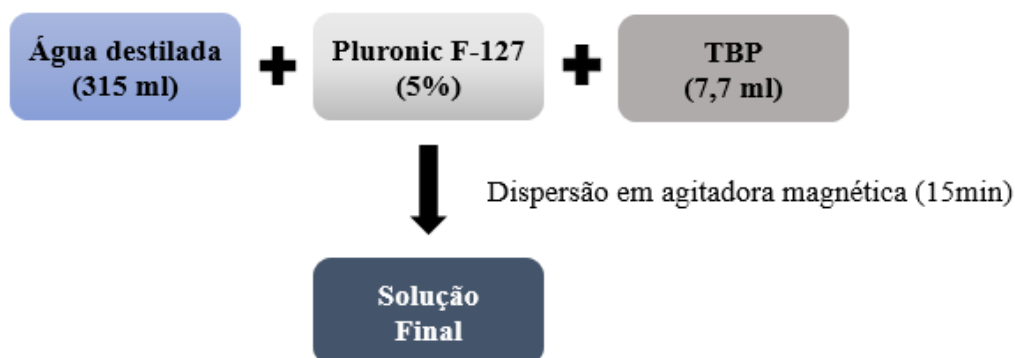 Água destilada
(315 ml)
Pluronic F-127
(5%)
TBP
(7,7 ml)
Dispersão em agitadora magnética (15min)
Solução
Final